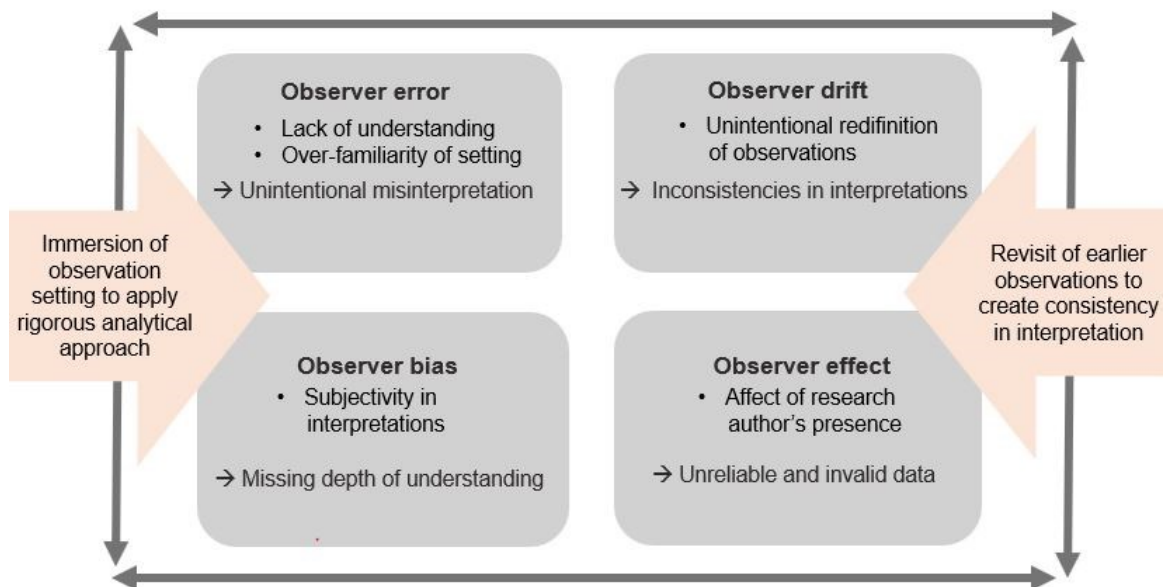 Observer error
• Lack of understanding
• Over-familiarity of setting
→ Unintentional misinterpretation
Observer drift
• Unintentional redifinition
of observations
→ Inconsistencies in interpretations
Immersion of
observation
setting to apply
rigorous analytical
approach
Revisit of earlier
observations to
create consistency
in interpretation
Observer bias
• Subjectivity in
interpretations
→ Missing depth of understanding
Observer effect
• Affect of research
author's presence
→ Unreliable and invalid data